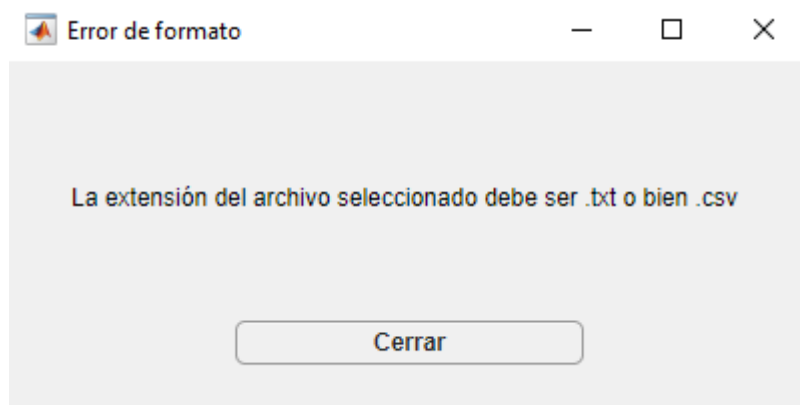 Error de formato
La extensión del archivo seleccionado debe ser .txt o bien .csv
Cerrar